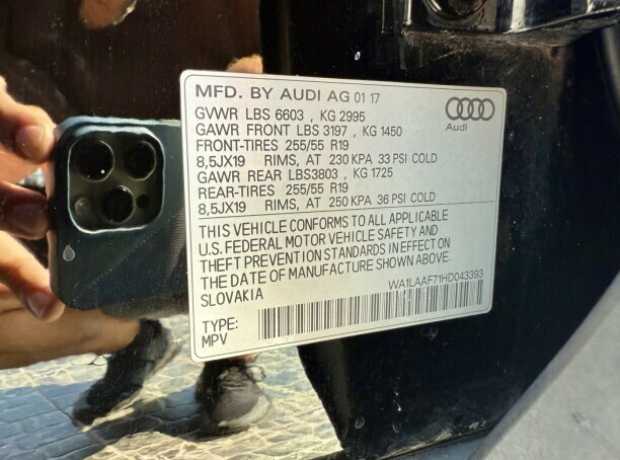 MFD. BY AUDI AG 01 17
GVWR LBS 6603 , KG 2995
GAWR FRONT LBS 3197 , KG 1450
FRONT-TIRES 255/55 R19
8,5JX19 RIMS, AT 230 KPA 33 PSI COLD
GAWR REAR LBS3803 , KG 1725
REAR-TIRES 255/55 R19
8,5JX19 RIMS, AT 250 KPA 36 PSI COLD
Audi
THIS VEHICLE CONFORMS TO ALL APPLICABLE
U.S. FEDERAL MOTOR VEHICLE SAFETY AND
THEFT PREVENTION STANDARDS IN EFFECT ON
THE DATE OF MANUFACTURE SHOWN ABOVE.
SLOVAKIA
WA1LAAF71HD043393
TYPE:
MPV